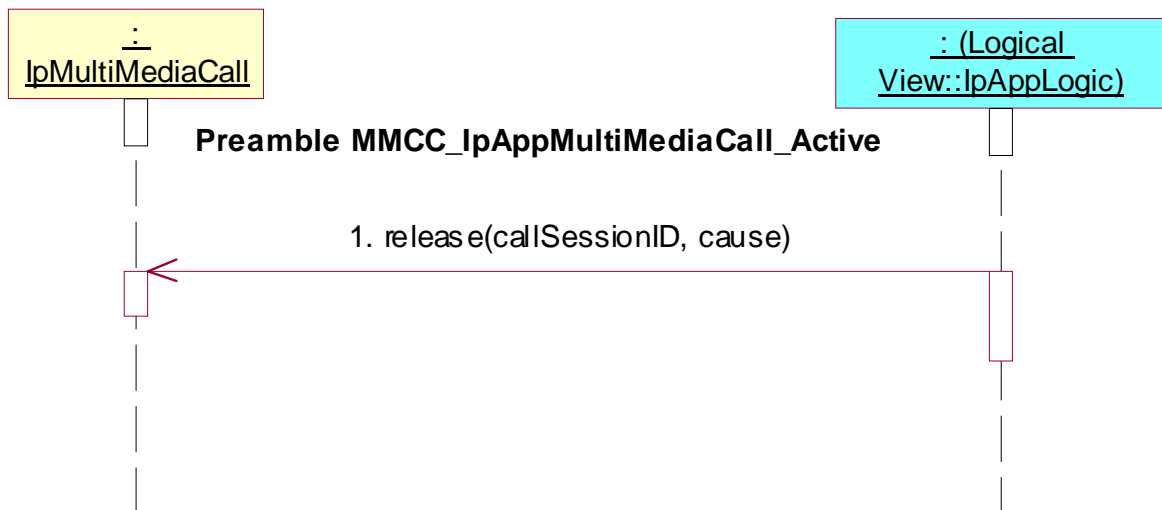 :
IpMultiMediaCall
: (Logical
View::IpAppLogic)
Preamble MMCC_IpAppMultiMediaCall_Active
1. release(callSessionID, cause)